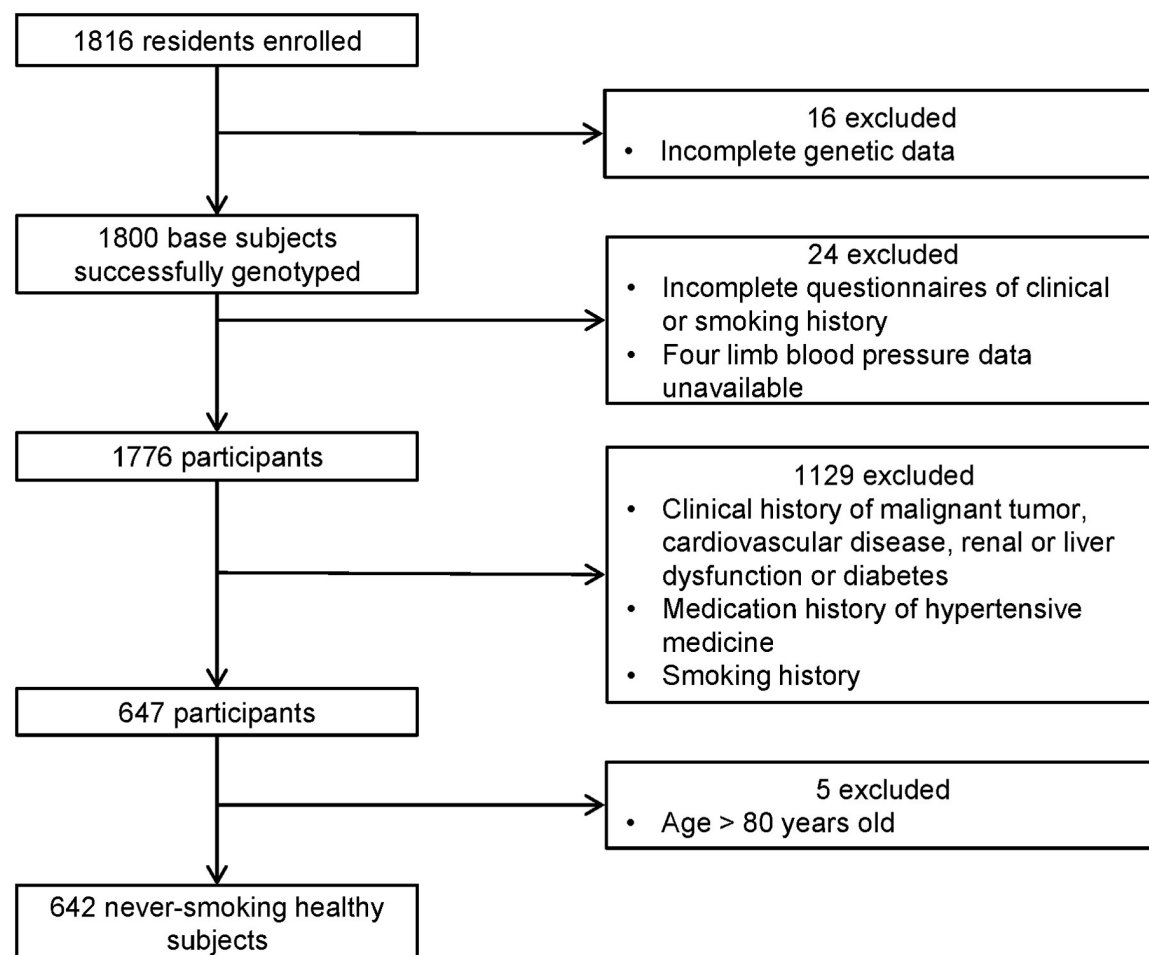 1816 residents enrolled
16 excluded
• Incomplete genetic data
1800 base subjects
successfully genotyped
24 excluded
• Incomplete questionnaires of clinical
or smoking history
• Four limb blood pressure data
unavailable
1776 participants
1129 excluded
• Clinical history of malignant tumor,
cardiovascular disease, renal or liver
dysfunction or diabetes
• Medication history of hypertensive
medicine
• Smoking history
647 participants
5 excluded
• Age > 80 years old
642 never-smoking healthy
subjects